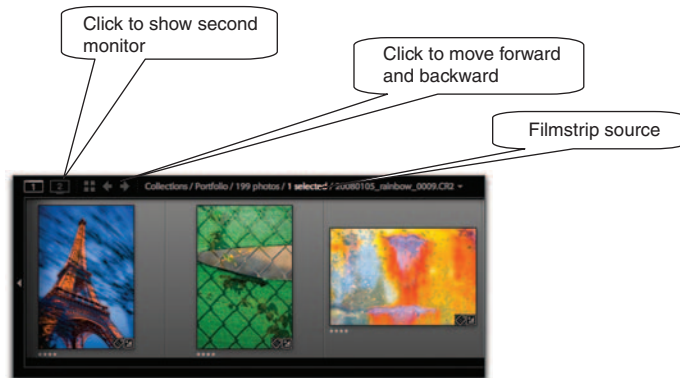 Click to show second
monitor
Click to move forward
and backward
Filmstrip source
1 2 Collections / Portfolio / 199 photos / 1 selected / 20080105_rainbow_0009.CR2